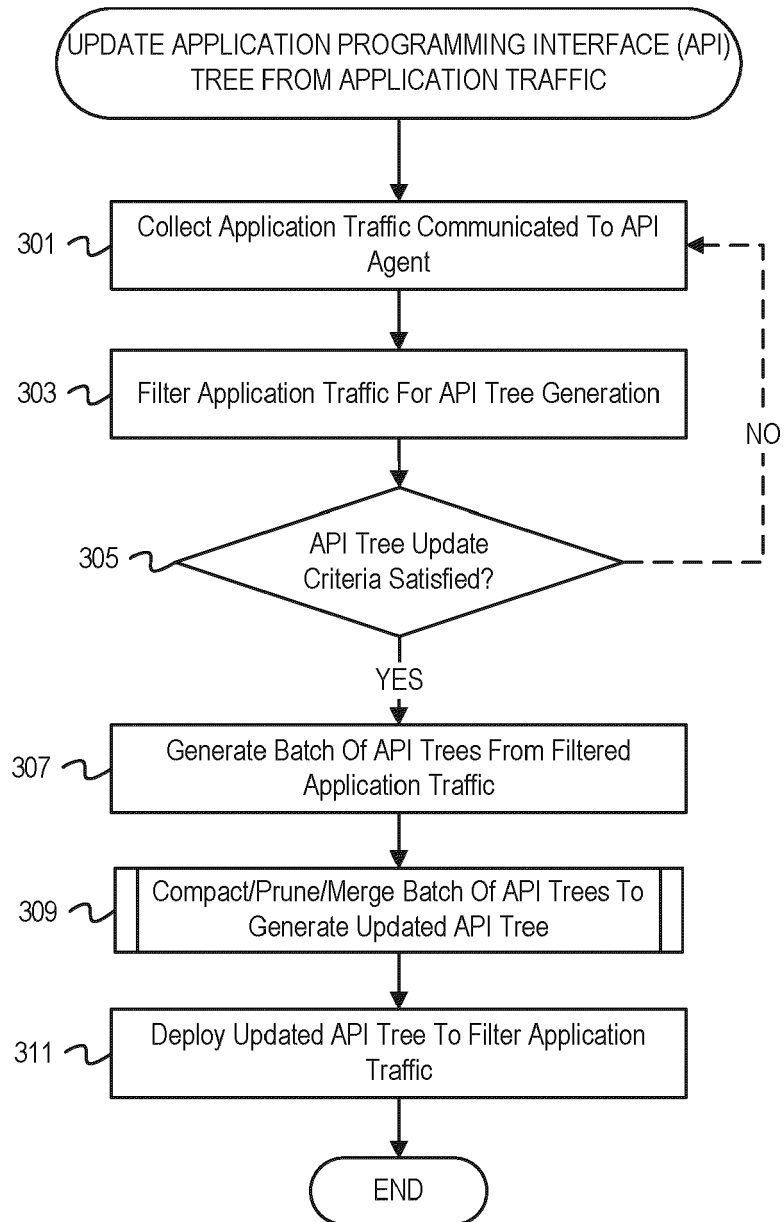 UPDATE APPLICATION PROGRAMMING INTERFACE (API)
TREE FROM APPLICATION TRAFFIC
301
Collect Application Traffic Communicated To API
Agent
303
Filter Application Traffic For API Tree Generation
NO
305
API Tree Update
Criteria Satisfied?
YES
307
Generate Batch Of API Trees From Filtered
Application Traffic
309
Compact/Prune/Merge Batch Of API Trees To
Generate Updated API Tree
311
Deploy Updated API Tree To Filter Application
Traffic
END